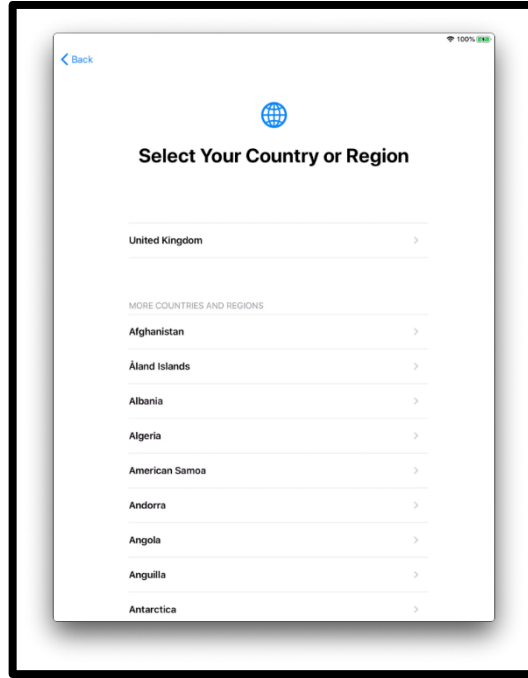 100%
Back
Select Your Country or Region
United Kingdom
MORE COUNTRIES AND REGIONS
Afghanistan
Åland Islands
Albania
Algeria
American Samoa
Andorra
Angola
Anguilla
Antarctica